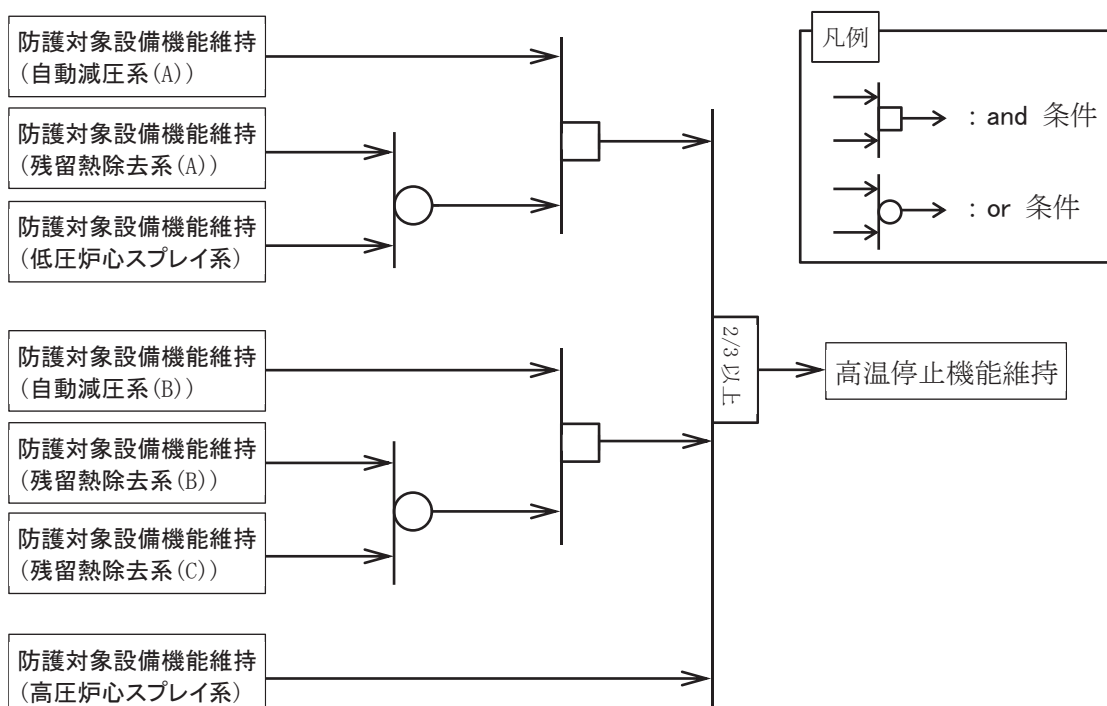 防護対象設備機能維持
(自動減圧系(A))
防護対象設備機能維持
(残留熱除去系(A))
防護対象設備機能維持
(低圧炉心スプレイ系)
防護対象設備機能維持
(自動減圧系(B))
防護対象設備機能維持
(残留熱除去系(B))
防護対象設備機能維持
(残留熱除去系(C))
防護対象設備機能維持
(高圧炉心スプレイ系)
2/3 以上
高温停止機能維持
凡例
: and 条件
: or 条件